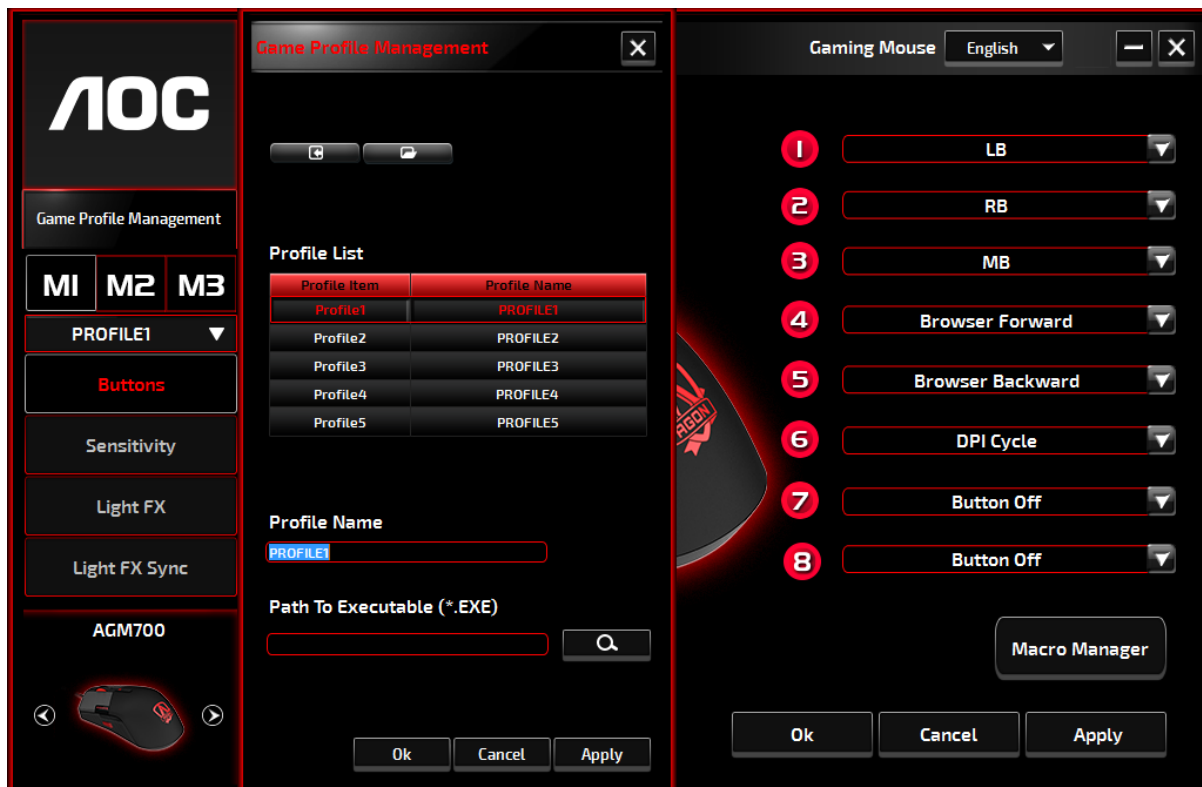 AOC
Game Profile Management
M1 M2 M3
PROFILE1
Buttons
Sensitivity
Light FX
Light FX Sync
AGM700
Game Profile Management
Profile List
Profile Item Profile Name
Profile1 PROFILE1
Profile2 PROFILE2
Profile3 PROFILE3
Profile4 PROFILE4
Profile5 PROFILE5
Profile Name
PROFILE1
Path To Executable (*.EXE)
Ok Cancel Apply
Gaming Mouse English
1 LB
2 RB
3 MB
4 Browser Forward
5 Browser Backward
6 DPI Cycle
7 Button Off
8 Button Off
Macro Manager
Ok Cancel Apply